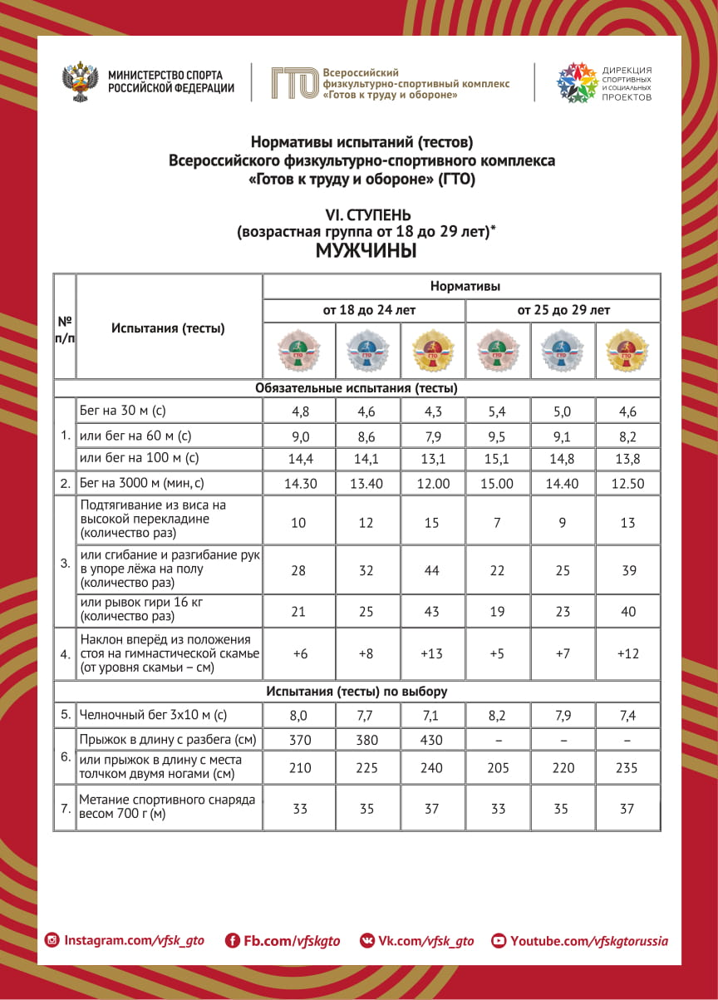 МИНИСТЕРСТВО СПОРТА
РОССИЙСКОЙ ФЕДЕРАЦИИ
ГТО
Всероссийский
физкультурно-спортивный комплекс
«Готов к труду и обороне»
ДИРЕКЦИЯ
СПОРТИВНЫХ
И СОЦИАЛЬНЫХ
ПРОЕКТОВ
Нормативы испытаний (тестов)
Всероссийского физкультурно-спортивного комплекса
«Готов к труду и обороне» (ГТО)
VI. СТУПЕНЬ
(возрастная группа от 18 до 29 лет)*
МУЖЧИНЫ
№
п/п
Испытания (тесты)
Нормативы
от 18 до 24 лет
от 25 до 29 лет
ГТО ГТО ГТО ГТО ГТО ГТО
Обязательные испытания (тесты)
1.
Бег на 30 м (с) 4,8 4,6 4,3 5,4 5,0 4,6
или бег на 60 м (с) 9,0 8,6 7,9 9,5 9,1 8,2
или бег на 100 м (с) 14,4 14,1 13,1 15,1 14,8 13,8
2. Бег на 3000 м (мин, с) 14.30 13.40 12.00 15.00 14.40 12.50
3.
Подтягивание из виса на
высокой перекладине
(количество раз)
10 12 15 7 9 13
или сгибание и разгибание рук
в упоре лёжа на полу
(количество раз)
28 32 44 22 25 39
или рывок гири 16 кг
(количество раз)
21 25 43 19 23 40
4.
Наклон вперёд из положения
стоя на гимнастической скамье
(от уровня скамьи – см)
+6 +8 +13 +5 +7 +12
Испытания (тесты) по выбору
5. Челночный бег 3х10 м (с) 8,0 7,7 7,1 8,2 7,9 7,4
6.
Прыжок в длину с разбега (см) 370 380 430 – – –
или прыжок в длину с места
толчком двумя ногами (см)
210 225 240 205 220 235
7.
Метание спортивного снаряда
весом 700 г (м)
33 35 37 33 35 37
Instagram.com/vfsk_gto Fb.com/vfskgto Vk.com/vfsk_gto Youtube.com/vfskgtorussia